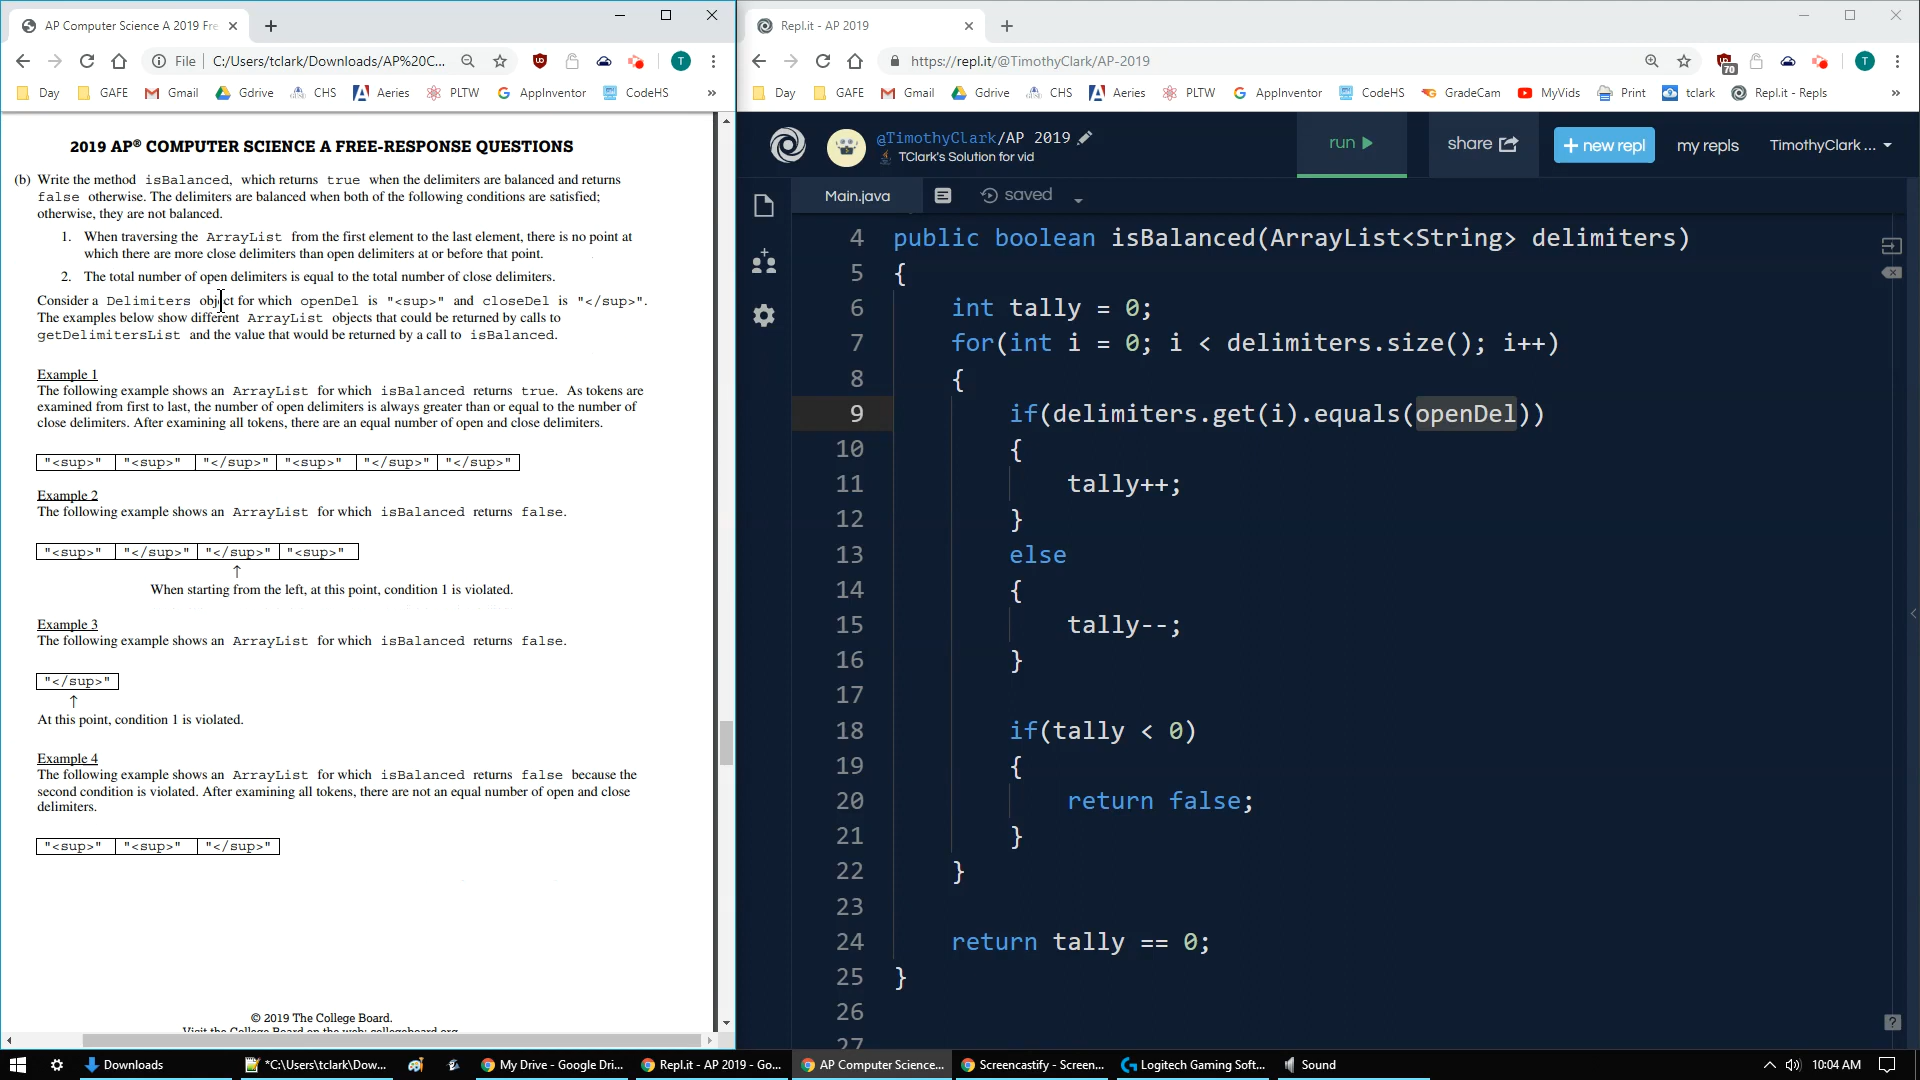 AP Computer Science A 2019 Fre
File C:/Users/tclark/Downloads/AP%20C...
Day GAFE Gmail Gdrive CHS Aeries PLTW AppInventor CodeHS »
2019 AP® COMPUTER SCIENCE A FREE-RESPONSE QUESTIONS
(b) Write the method isBalanced, which returns true when the delimiters are balanced and returns
false otherwise. The delimiters are balanced when both of the following conditions are satisfied;
otherwise, they are not balanced.
1. When traversing the ArrayList from the first element to the last element, there is no point at
which there are more close delimiters than open delimiters at or before that point.
2. The total number of open delimiters is equal to the total number of close delimiters.
Consider a Delimiters object for which openDel is "<sup>" and closeDel is "</sup>".
The examples below show different ArrayList objects that could be returned by calls to
getDelimitersList and the value that would be returned by a call to isBalanced.
Example 1
The following example shows an ArrayList for which isBalanced returns true. As tokens are
examined from first to last, the number of open delimiters is always greater than or equal to the number of
close delimiters. After examining all tokens, there are an equal number of open and close delimiters.
"<sup>" "<sup>" "</sup>" "<sup>" "</sup>" "</sup>"
Example 2
The following example shows an ArrayList for which isBalanced returns false.
"<sup>" "</sup>" "</sup>" "<sup>"
↑
When starting from the left, at this point, condition 1 is violated.
Example 3
The following example shows an ArrayList for which isBalanced returns false.
"</sup>"
↑
At this point, condition 1 is violated.
Example 4
The following example shows an ArrayList for which isBalanced returns false because the
second condition is violated. After examining all tokens, there are not an equal number of open and close
delimiters.
"<sup>" "<sup>" "</sup>"
© 2019 The College Board.
Visit the College Board on the web: collegeboard.org
Repl.it - AP 2019
https://repl.it/@TimothyClark/AP-2019
70
T
Day GAFE Gmail Gdrive CHS Aeries PLTW AppInventor CodeHS GradeCam MyVids Print tclark Repl.it - Repls »
@TimothyClark/AP 2019
TClark's Solution for vid
run share + new repl my repls TimothyClark ...
Main.java saved
4 public boolean isBalanced(ArrayList<String> delimiters)
5 {
6 int tally = 0;
7 for(int i = 0; i < delimiters.size(); i++)
8 {
9 if(delimiters.get(i).equals(openDel))
10 {
11 tally++;
12 }
13 else
14 {
15 tally--;
16 }
17
18 if(tally < 0)
19 {
20 return false;
21 }
22 }
23
24 return tally == 0;
25 }
26
27
Downloads *C:\Users\tclark\Dow... My Drive - Google Dri... Repl.it - AP 2019 - Go... AP Computer Science... Screencastify - Screen... Logitech Gaming Soft... Sound 10:04 AM